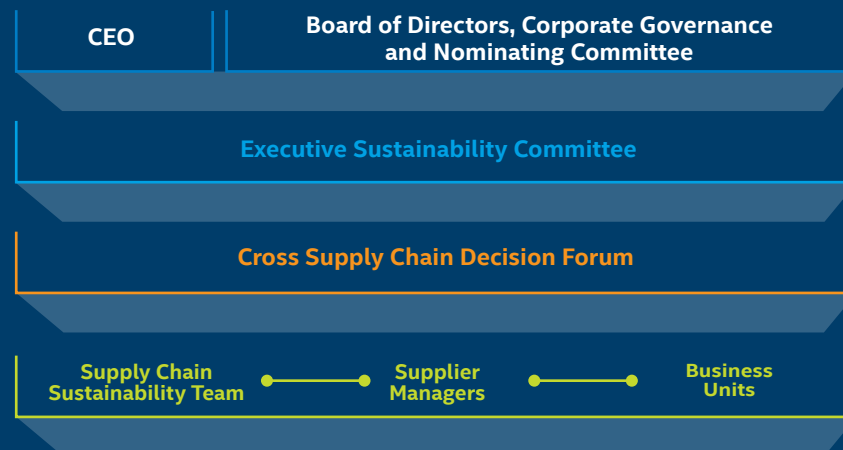 CEO
Board of Directors, Corporate Governance
and Nominating Committee
Executive Sustainability Committee
Cross Supply Chain Decision Forum
Supply Chain
Sustainability Team
Supplier
Managers
Business
Units